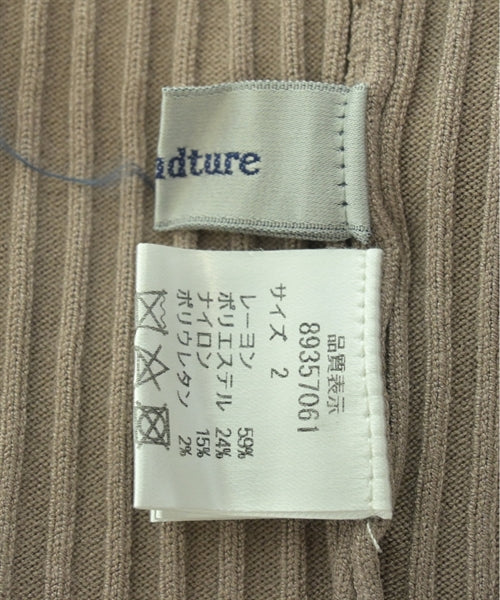 udture
品質表示
89357061
サイズ 2
レーヨン 59%
ポリエステル 24%
ナイロン 15%
ポリウレタン 2%